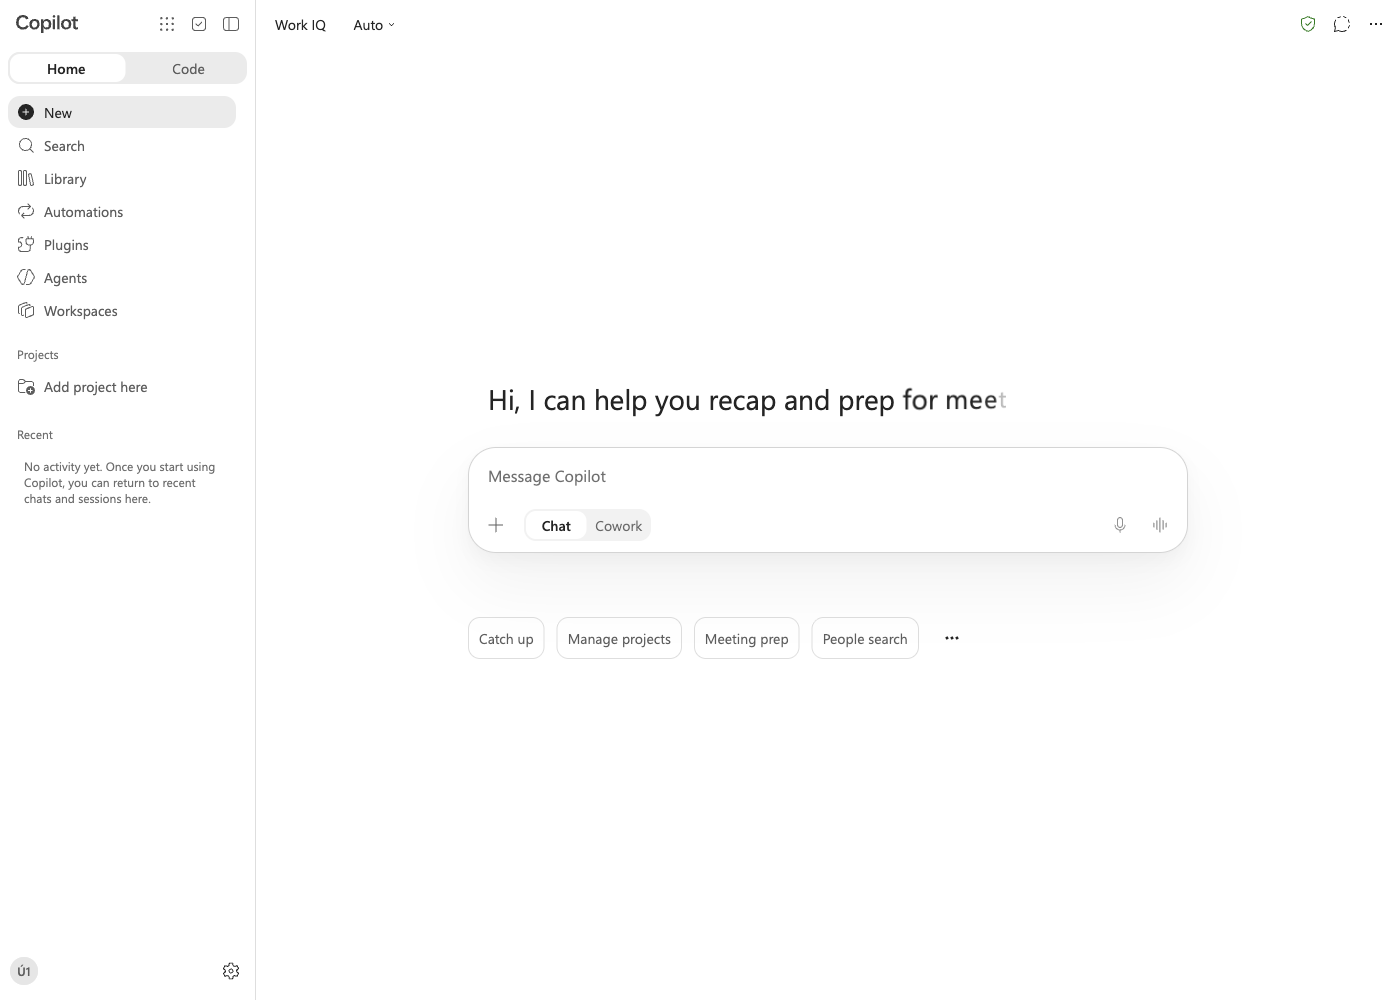 Copilot
Home
Code
New
Search
Library
Automations
Plugins
Agents
Workspaces
Projects
Add project here
Recent
No activity yet. Once you start using
Copilot, you can return to recent
chats and sessions here.
Ú1
Work IQ
Auto
Hi, I can help you recap and prep for meet
Message Copilot
Chat
Cowork
Catch up
Manage projects
Meeting prep
People search